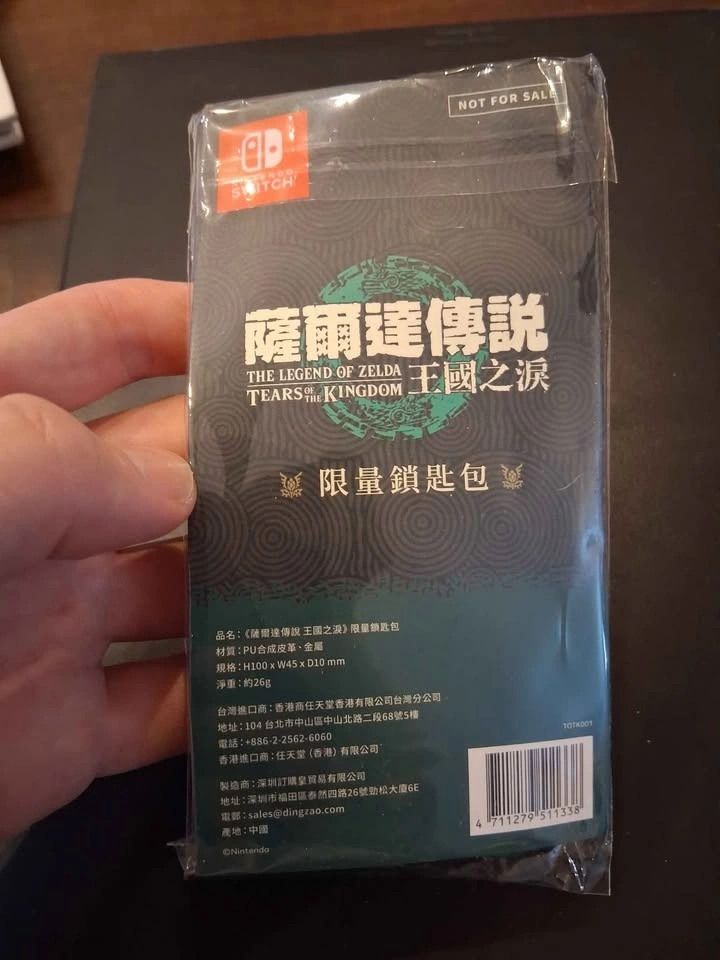 NOT FOR SALE
NINTENDO
SWITCH
薩爾達傳說
THE LEGEND OF ZELDA
TEARS OF THE KINGDOM 王國之淚
限量鎖匙包
品名：《薩爾達傳說 王國之淚》限量鎖匙包
材質：PU合成皮革、金屬
規格：H100 x W45 x D10 mm
淨重：約26g
台灣進口商：香港商任天堂香港有限公司台灣分公司
地址：104 台北市中山區中山北路二段68號5樓
電話：+886-2-2562-6060
香港進口商：任天堂（香港）有限公司
製造商：深圳訂購皇貿易有限公司
地址：深圳市福田區泰然四路26號勁松大廈6E
電郵：sales@dingzao.com
產地：中國
©Nintendo
TOTK001
4 711279 511338